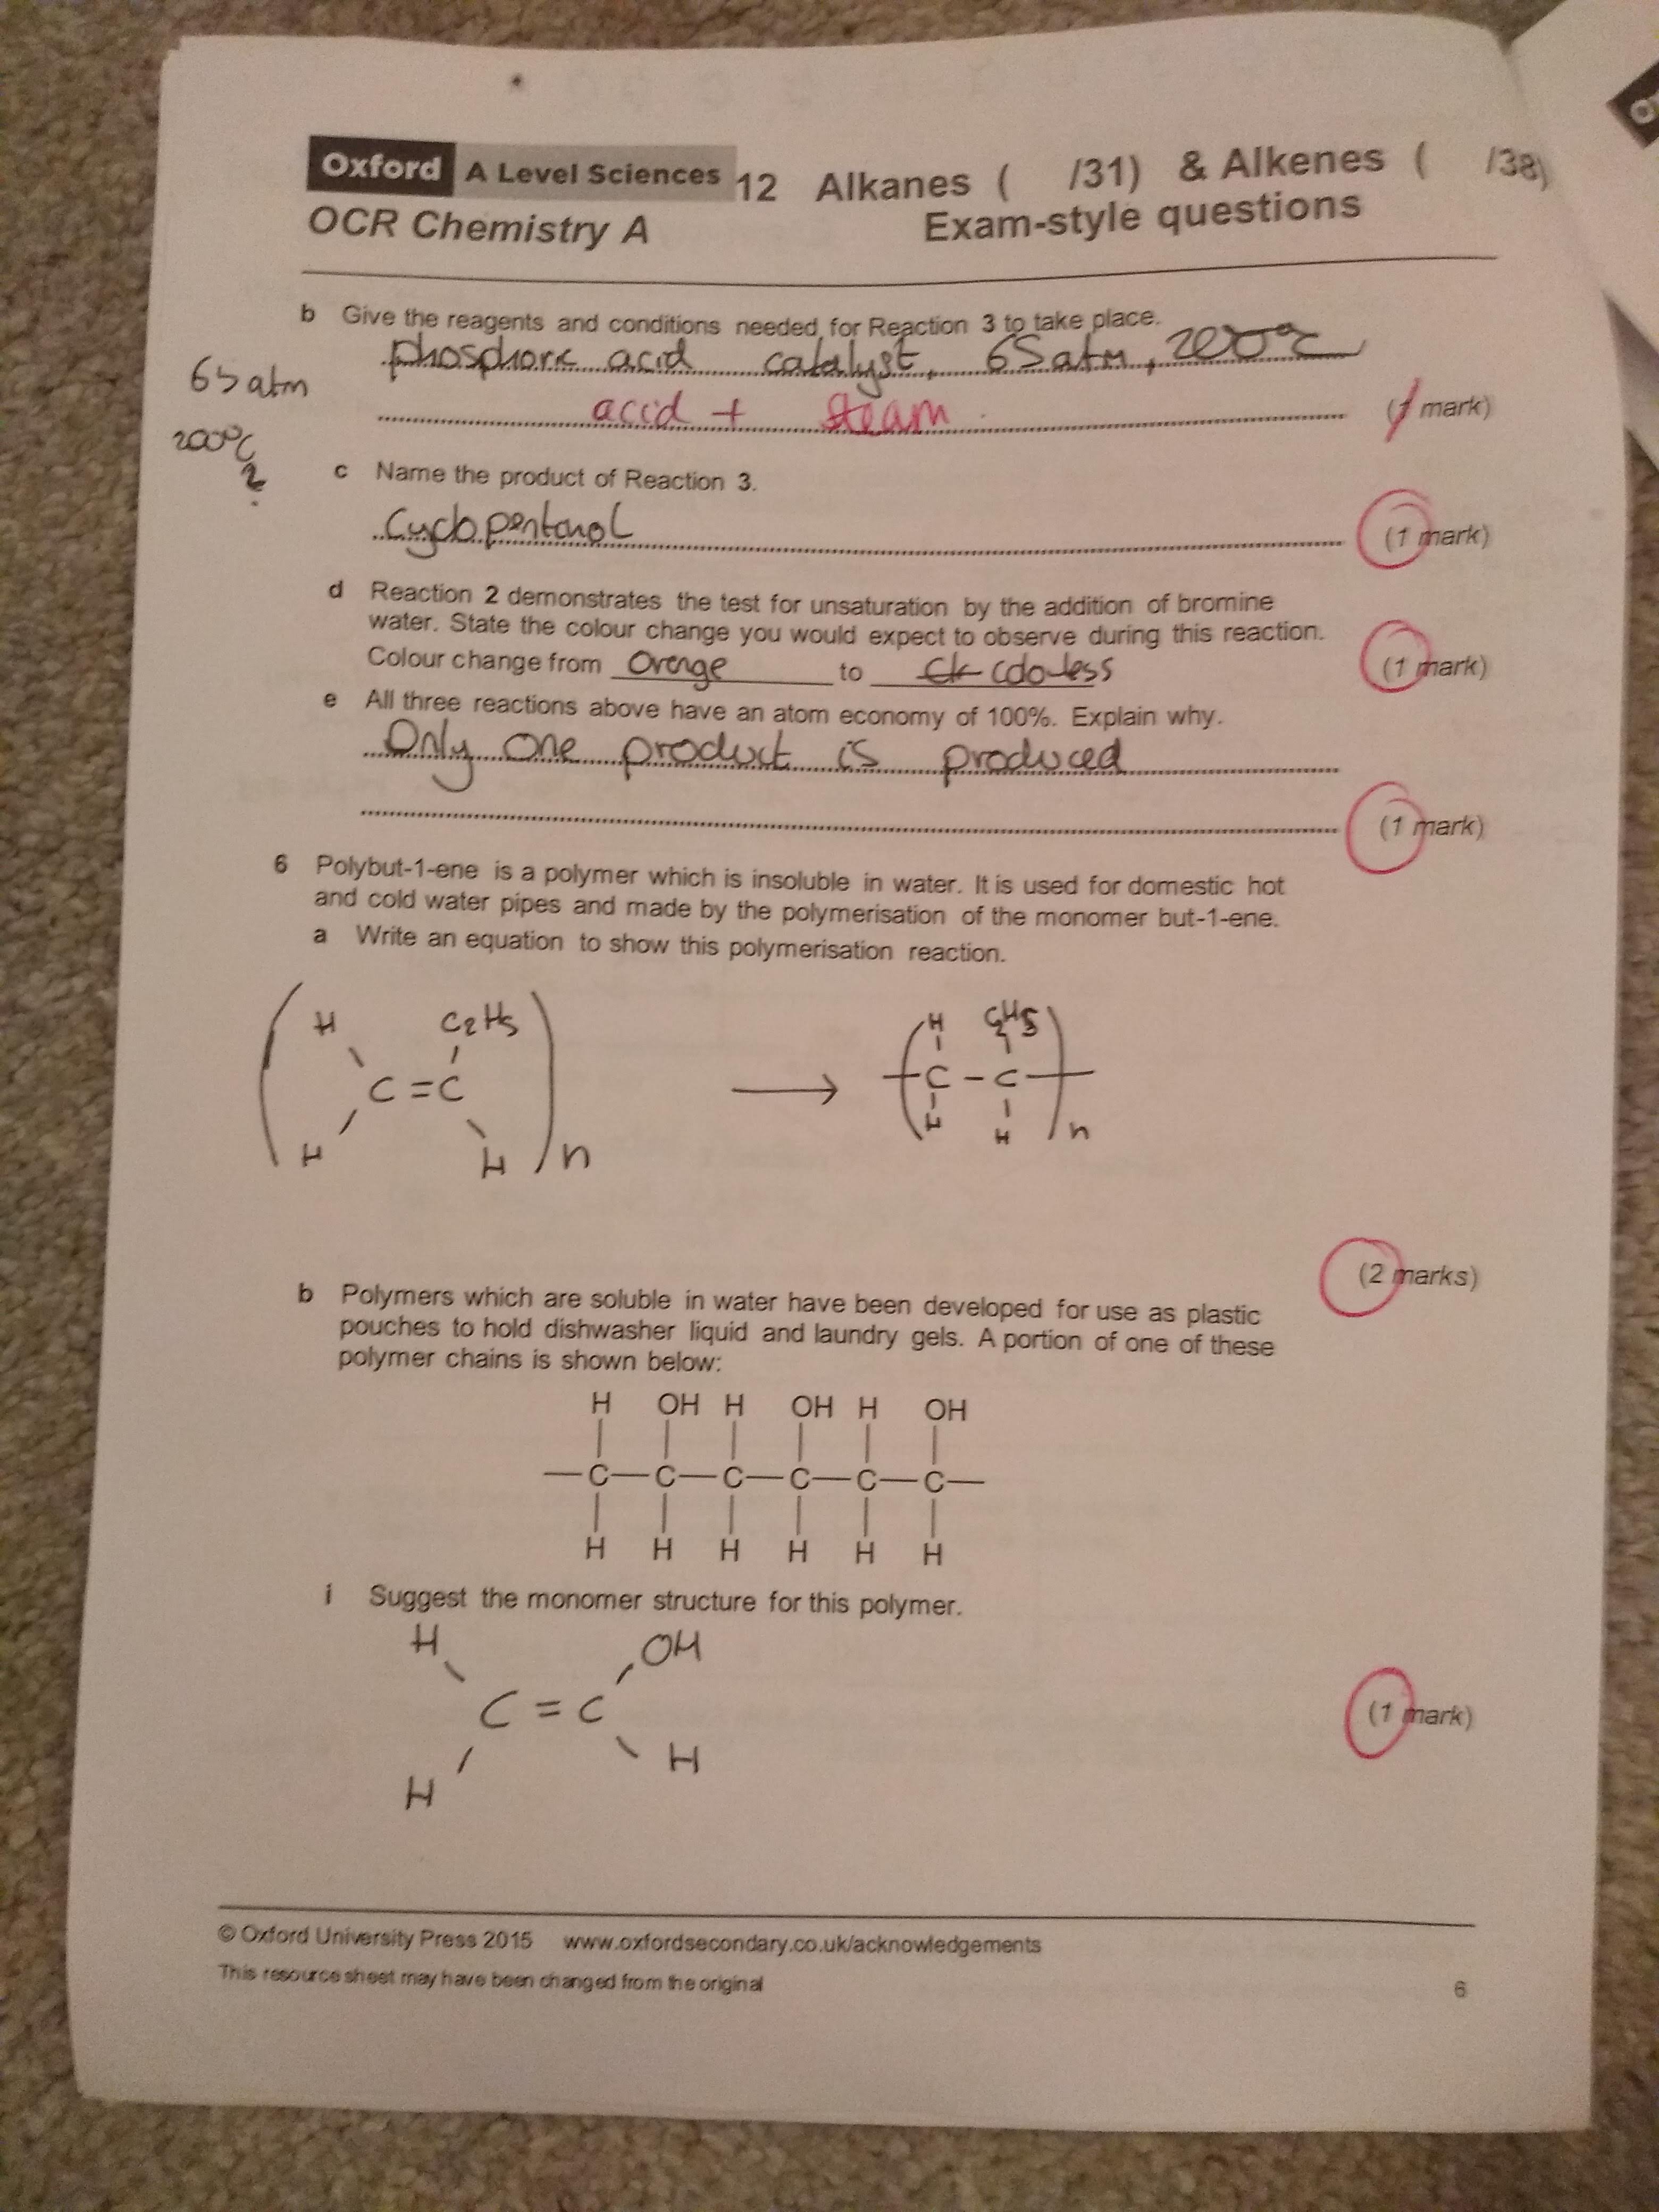 Oxford A Level Sciences 12 Alkanes ( /31) & Alkenes ( /38)
OCR Chemistry A Exam-style questions
b Give the reagents and conditions needed for Reaction 3 to take place.
phosphoric acid catalyst, 65atm, 200°C
65 atm
acid + steam (1 mark)
200°C
?
c Name the product of Reaction 3.
Cyclopentanol (1 mark)
d Reaction 2 demonstrates the test for unsaturation by the addition of bromine
water. State the colour change you would expect to observe during this reaction.
Colour change from Orange to colourless (1 mark)
e All three reactions above have an atom economy of 100%. Explain why.
Only one product is produced
(1 mark)
6 Polybut-1-ene is a polymer which is insoluble in water. It is used for domestic hot
and cold water pipes and made by the polymerisation of the monomer but-1-ene.
a Write an equation to show this polymerisation reaction.
H C2H5 H C2H5
C = C → C - C
H H n H H n
(2 marks)
b Polymers which are soluble in water have been developed for use as plastic
pouches to hold dishwasher liquid and laundry gels. A portion of one of these
polymer chains is shown below:
H OH H OH H OH
—C—C—C—C—C—C—
H H H H H H
i Suggest the monomer structure for this polymer.
H OH
C = C (1 mark)
H H
© Oxford University Press 2015 www.oxfordsecondary.co.uk/acknowledgements
This resource sheet may have been changed from the original
6